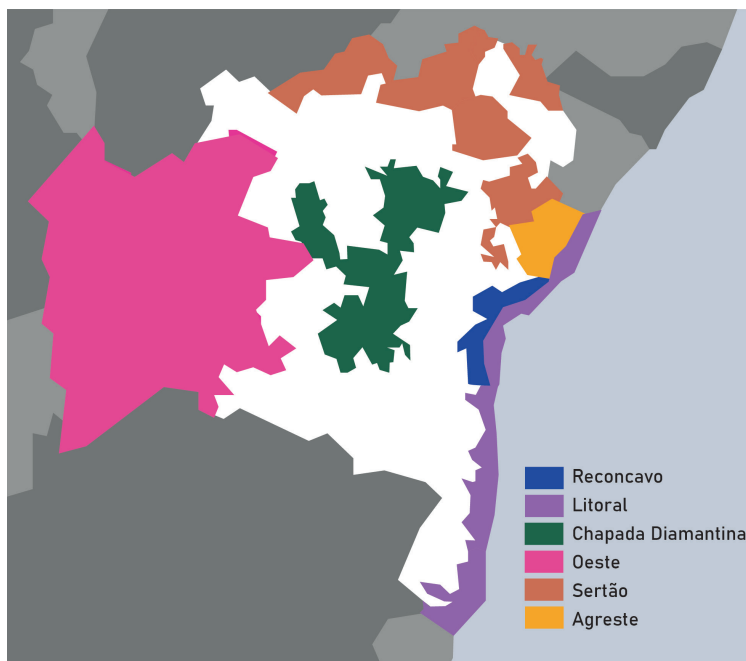 Reconcavo
Litoral
Chapada Diamantina
Oeste
Sertão
Agreste